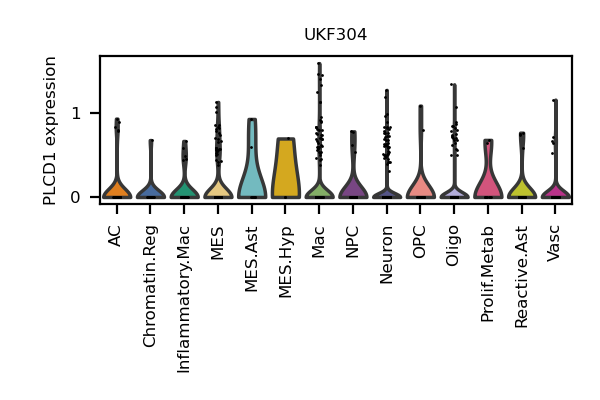 UKF304
PLCD1 expression
1
0
AC
Chromatin.Reg
Inflammatory.Mac
MES
MES.Ast
MES.Hyp
Mac
NPC
Neuron
OPC
Oligo
Prolif.Metab
Reactive.Ast
Vasc